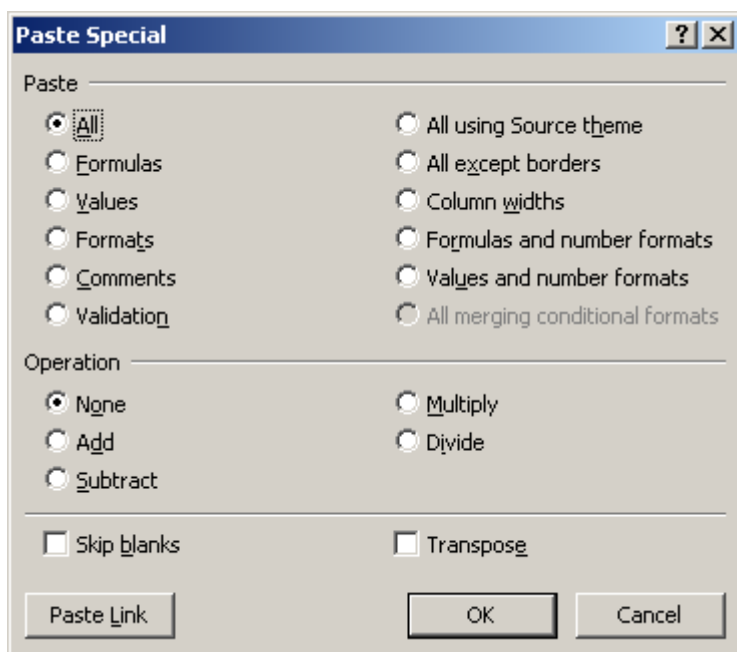 Paste Special
Paste
All
All using Source theme
Formulas
All except borders
Values
Column widths
Formats
Formulas and number formats
Comments
Values and number formats
Validation
All merging conditional formats
Operation
None
Multiply
Add
Divide
Subtract
Skip blanks
Transpose
Paste Link
OK
Cancel